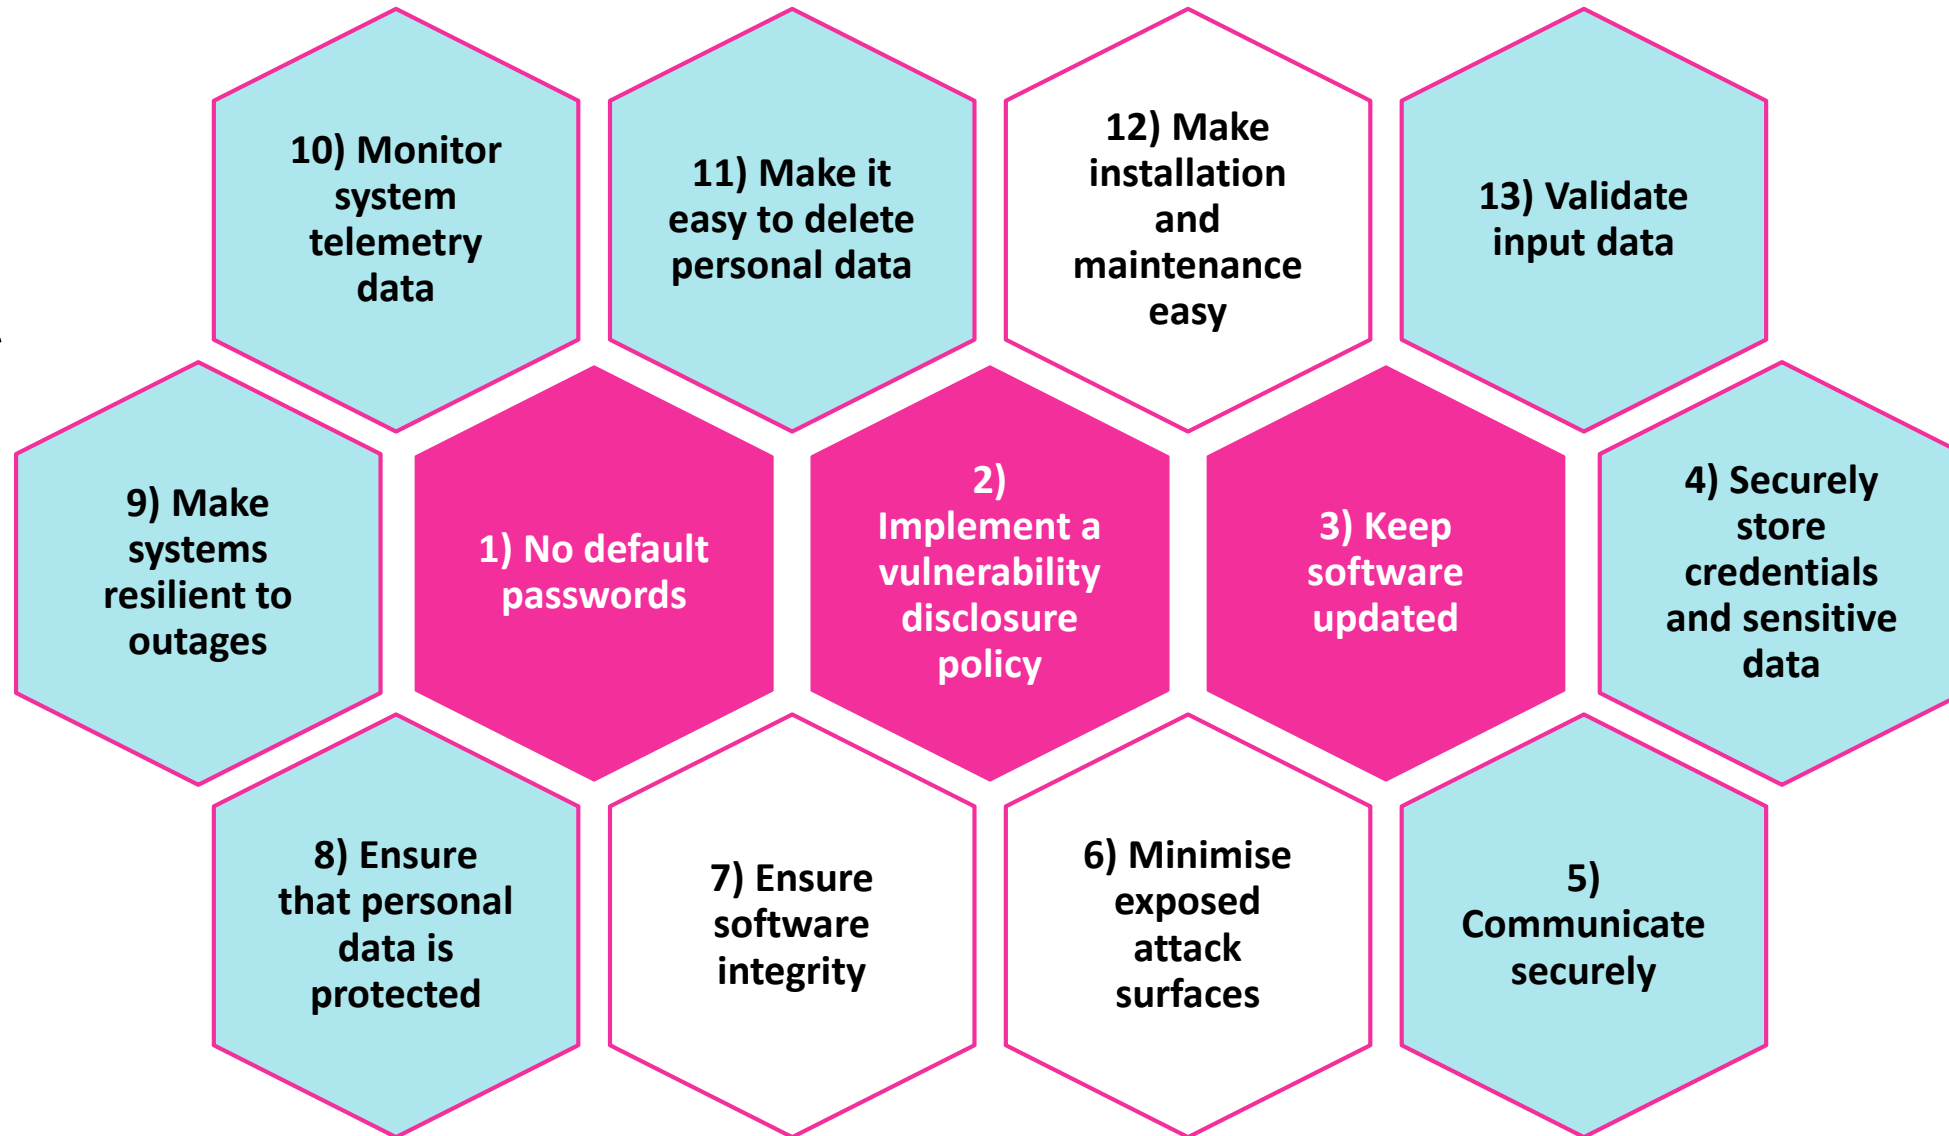 10) Monitor
system
telemetry
data
11) Make it
easy to delete
personal data
12) Make
installation
and
maintenance
easy
13) Validate
input data
9) Make
systems
resilient to
outages
1) No default
passwords
2)
Implement a
vulnerability
disclosure
policy
3) Keep
software
updated
4) Securely
store
credentials
and sensitive
data
8) Ensure
that personal
data is
protected
7) Ensure
software
integrity
6) Minimise
exposed
attack
surfaces
5)
Communicate
securely